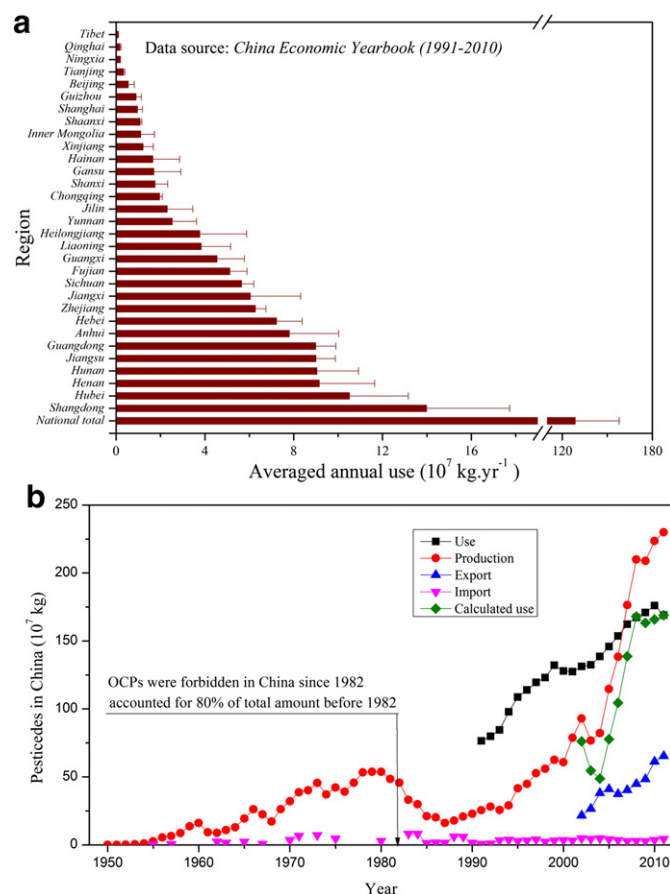 a
Data source: China Economic Yearbook (1991-2010)
Region
Tibet
Qinghai
Ningxia
Tianjing
Beijing
Guizhou
Shanghai
Shaanxi
Inner Mongolia
Xinjiang
Hainan
Gansu
Shanxi
Chongqing
Jilin
Yunnan
Heilongjiang
Liaoning
Guangxi
Fujian
Sichuan
Jiangxi
Zhejiang
Hebei
Anhui
Guangdong
Jiangsu
Hunan
Henan
Hubei
Shangdong
National total
0 4 8 12 16 120 180
Averaged annual use (10⁷ kg.yr⁻¹)
b
Pesticedes in China (10⁷ kg)
250
200
150
100
50
0
Use
Production
Export
Import
Calculated use
OCPs were forbidden in China since 1982
accounted for 80% of total amount before 1982
1950 1960 1970 1980 1990 2000 2010
Year